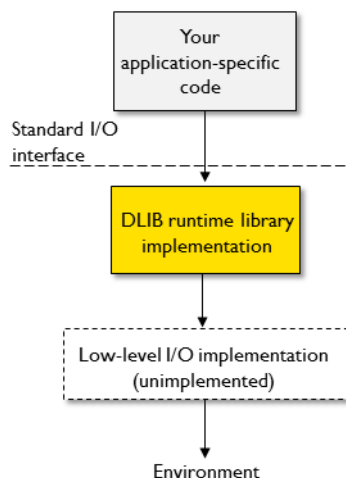 Your
application-specific
code
Standard I/O
interface
DLIB runtime library
implementation
Low-level I/O implementation
(unimplemented)
Environment